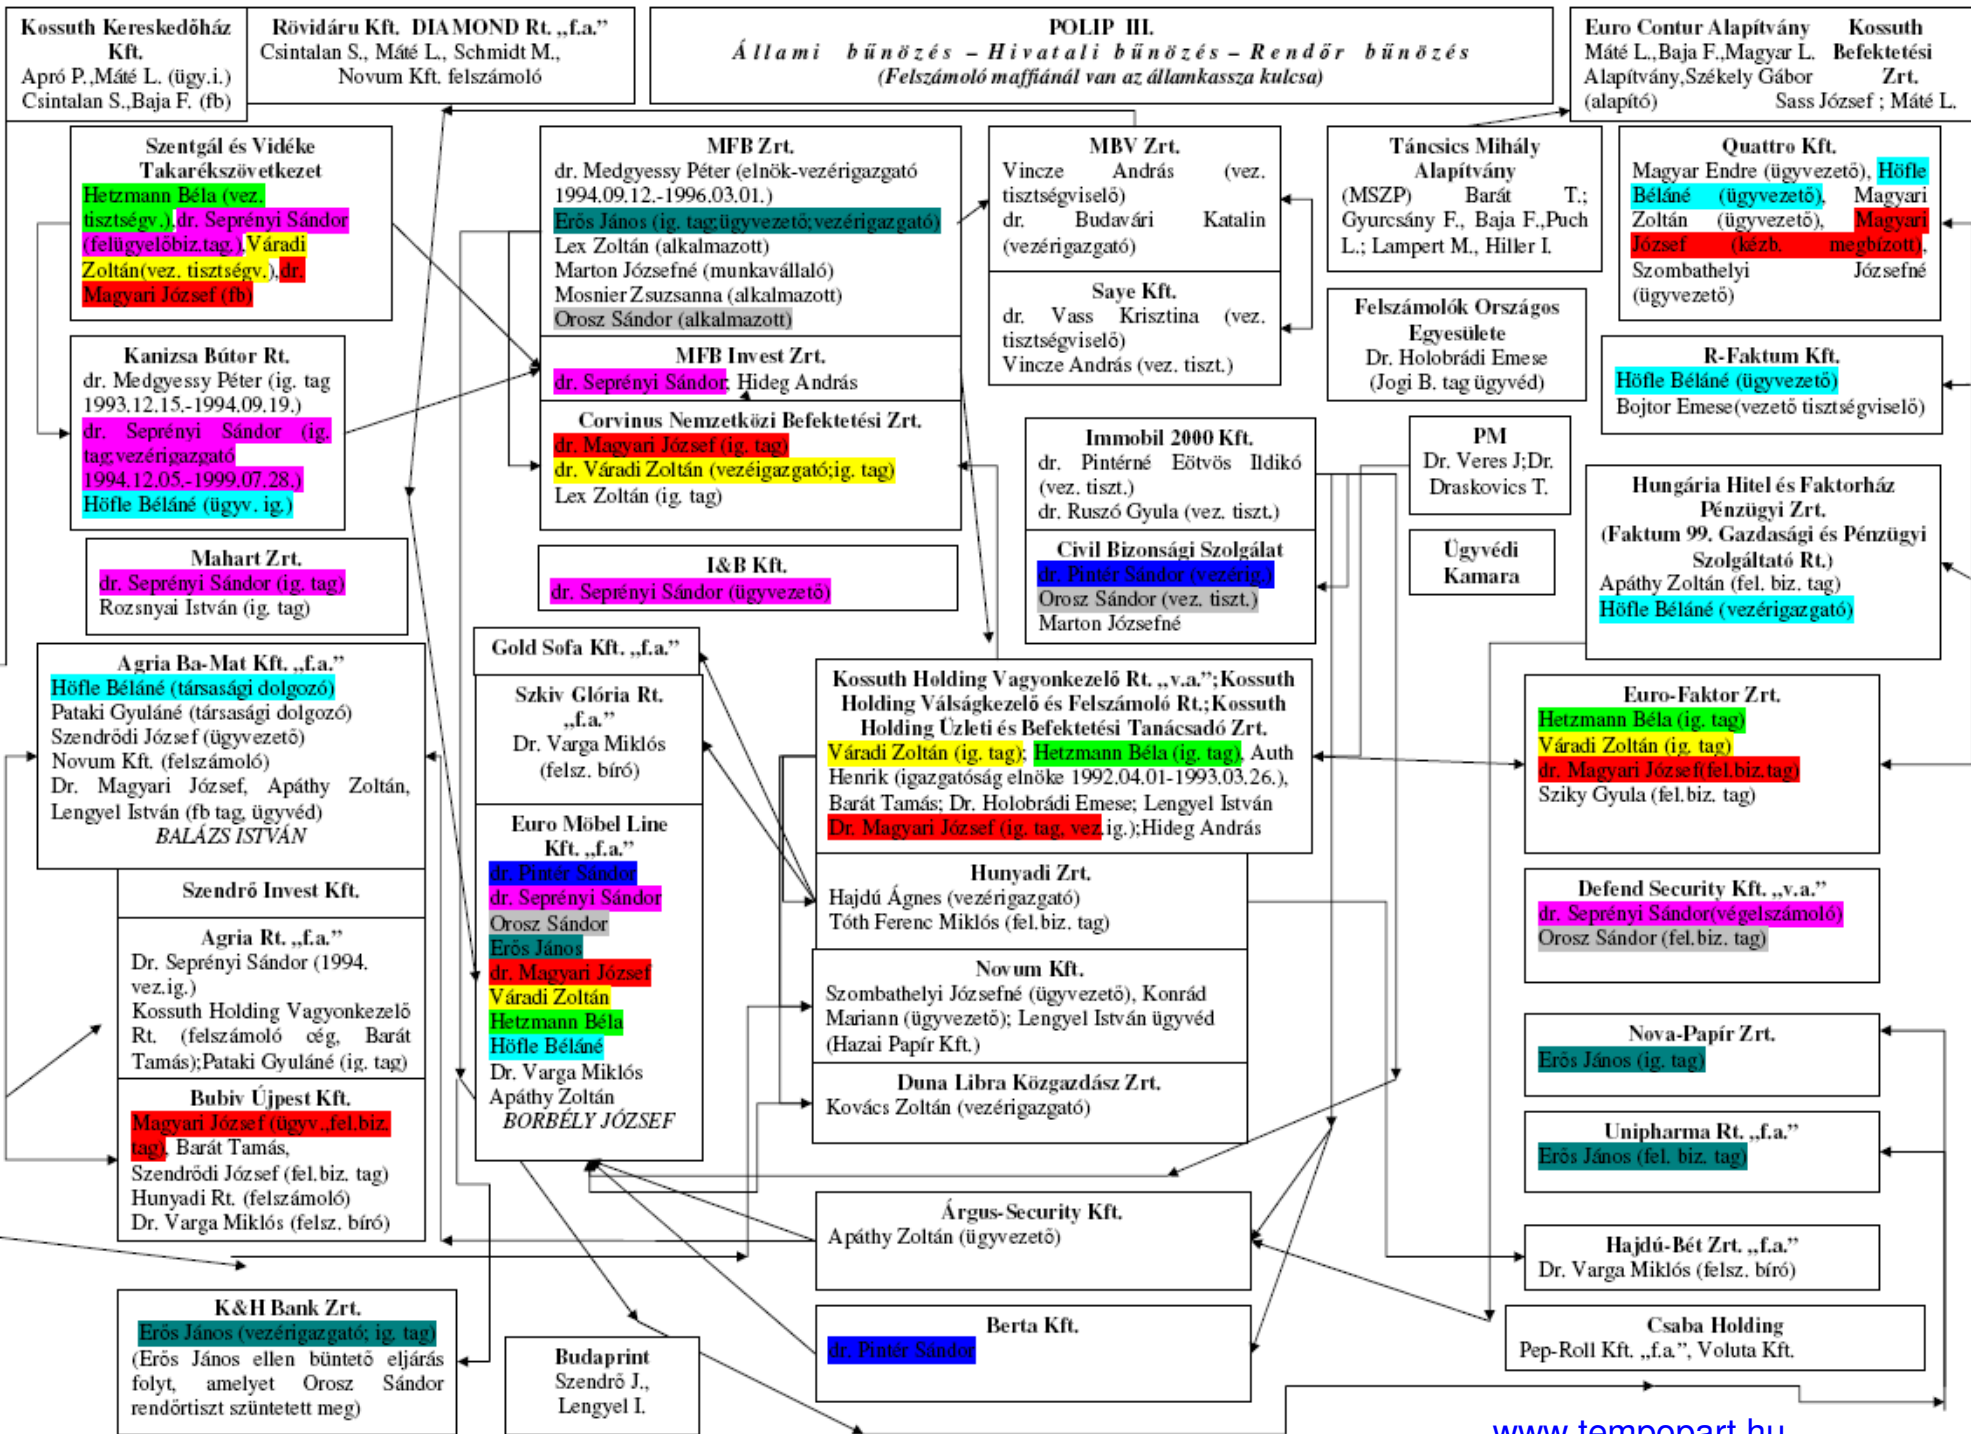 Kossuth Kereskedőház
Kft.
Apró P.,Máté L. (ügy.i.)
Csintalan S.,Baja F. (fb)
Rövidáru Kft. DIAMOND Rt. „f.a.”
Csintalan S., Máté L., Schmidt M.,
Novum Kft. felszámoló
POLIP III.
Állami bűnözés – Hivatali bűnözés – Rendőr bűnözés
(Felszámoló maffiánál van az államkassza kulcsa)
Euro Contur Alapítvány Kossuth
Máté L.,Baja F.,Magyar L. Befektetési
Alapítvány,Székely Gábor Zrt.
(alapító) Sass József ; Máté L.
Szentgál és Vidéke
Takarékszövetkezet
Hetzmann Béla (vez.
tisztségv.),dr. Seprényi Sándor
(felügyelőbiz.tag.),Váradi
Zoltán(vez. tisztségv.),dr.
Magyari József (fb)
MFB Zrt.
dr. Medgyessy Péter (elnök-vezérigazgató
1994.09.12.-1996.03.01.)
Erős János (ig. tag;ügyvezető;vezérigazgató)
Lex Zoltán (alkalmazott)
Marton Józsefné (munkavállaló)
Mosnier Zsuzsanna (alkalmazott)
Orosz Sándor (alkalmazott)
MBV Zrt.
Vincze András (vez.
tisztségviselő)
dr. Budavári Katalin
(vezérigazgató)
Táncsics Mihály
Alapítvány
(MSZP) Barát T.;
Gyurcsány F., Baja F.,Puch
L.; Lampert M., Hiller I.
Quattro Kft.
Magyar Endre (ügyvezető), Höfle
Béláné (ügyvezető), Magyari
Zoltán (ügyvezető), Magyari
József (kézb. megbízott),
Szombathelyi Józsefné
(ügyvezető)
Saye Kft.
dr. Vass Krisztina (vez.
tisztségviselő)
Vincze András (vez. tiszt.)
Felszámolók Országos
Egyesülete
Dr. Holobrádi Emese
(Jogi B. tag ügyvéd)
Kanizsa Bútor Rt.
dr. Medgyessy Péter (ig. tag
1993.12.15.-1994.09.19.)
dr. Seprényi Sándor (ig.
tag;vezérigazgató
1994.12.05.-1999.07.28.)
Höfle Béláné (ügyv. ig.)
MFB Invest Zrt.
dr. Seprényi Sándor; Hideg András
R-Faktum Kft.
Höfle Béláné (ügyvezető)
Bojtor Emese(vezető tisztségviselő)
Corvinus Nemzetközi Befektetési Zrt.
dr. Magyari József (ig. tag)
dr. Váradi Zoltán (vezéigazgató;ig. tag)
Lex Zoltán (ig. tag)
Immobil 2000 Kft.
dr. Pintérné Eötvös Ildikó
(vez. tiszt.)
dr. Ruszó Gyula (vez. tiszt.)
PM
Dr. Veres J;Dr.
Draskovics T.
Hungária Hitel és Faktorház
Pénzügyi Zrt.
(Faktum 99. Gazdasági és Pénzügyi
Szolgáltató Rt.)
Apáthy Zoltán (fel. biz. tag)
Höfle Béláné (vezérigazgató)
Mahart Zrt.
dr. Seprényi Sándor (ig. tag)
Rozsnyai István (ig. tag)
I&B Kft.
dr. Seprényi Sándor (ügyvezető)
Civil Bizonsági Szolgálat
dr. Pintér Sándor (vezérig.)
Orosz Sándor (vez. tiszt.)
Marton Józsefné
Ügyvédi
Kamara
Agria Ba-Mat Kft. „f.a.”
Höfle Béláné (társasági dolgozó)
Pataki Gyuláné (társasági dolgozó)
Szendrődi József (ügyvezető)
Novum Kft. (felszámoló)
Dr. Magyari József, Apáthy Zoltán,
Lengyel István (fb tag, ügyvéd)
BALÁZS ISTVÁN
Gold Sofa Kft. „f.a.”
Szkiv Glória Rt.
„f.a.”
Dr. Varga Miklós
(felsz. bíró)
Kossuth Holding Vagyonkezelő Rt. „v.a.”;Kossuth
Holding Válságkezelő és Felszámoló Rt.;Kossuth
Holding Üzleti és Befektetési Tanácsadó Zrt.
Váradi Zoltán (ig. tag); Hetzmann Béla (ig. tag), Auth
Henrik (igazgatóság elnöke 1992.04.01-1993.03.26.),
Barát Tamás; Dr. Holobrádi Emese; Lengyel István
Dr. Magyari József (ig. tag, vez.ig.);Hideg András
Euro-Faktor Zrt.
Hetzmann Béla (ig. tag)
Váradi Zoltán (ig. tag)
dr. Magyari József(fel.biz.tag)
Sziky Gyula (fel.biz. tag)
Euro Möbel Line
Kft. „f.a.”
dr. Pintér Sándor
dr. Seprényi Sándor
Orosz Sándor
Erős János
dr. Magyari József
Váradi Zoltán
Hetzmann Béla
Höfle Béláné
Dr. Varga Miklós
Apáthy Zoltán
BORBÉLY JÓZSEF
Szendrő Invest Kft.
Hunyadi Zrt.
Hajdú Ágnes (vezérigazgató)
Tóth Ferenc Miklós (fel.biz. tag)
Defend Security Kft. „v.a.”
dr. Seprényi Sándor(végelszámoló)
Orosz Sándor (fel.biz. tag)
Agria Rt. „f.a.”
Dr. Seprényi Sándor (1994.
vez.ig.)
Kossuth Holding Vagyonkezelő
Rt. (felszámoló cég, Barát
Tamás);Pataki Gyuláné (ig. tag)
Novum Kft.
Szombathelyi Józsefné (ügyvezető), Konrád
Mariann (ügyvezető); Lengyel István ügyvéd
(Hazai Papír Kft.)
Nova-Papír Zrt.
Erős János (ig. tag)
Bubiv Újpest Kft.
Magyari József (ügyv.,fel.biz.
tag), Barát Tamás,
Szendrődi József (fel.biz. tag)
Hunyadi Rt. (felszámoló)
Dr. Varga Miklós (felsz. bíró)
Duna Libra Közgazdász Zrt.
Kovács Zoltán (vezérigazgató)
Unipharma Rt. „f.a.”
Erős János (fel. biz. tag)
Árgus-Security Kft.
Apáthy Zoltán (ügyvezető)
Hajdú-Bét Zrt. „f.a.”
Dr. Varga Miklós (felsz. bíró)
K&H Bank Zrt.
Erős János (vezérigazgató; ig. tag)
(Erős János ellen büntető eljárás
folyt, amelyet Orosz Sándor
rendőrtiszt szüntetett meg)
Budaprint
Szendrő J.,
Lengyel I.
Berta Kft.
dr. Pintér Sándor
Csaba Holding
Pep-Roll Kft. „f.a.”, Voluta Kft.
www.tempopart.hu